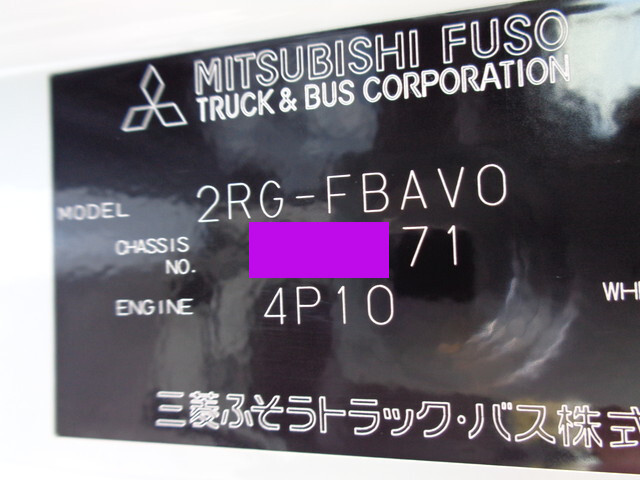 MITSUBISHI FUSO
TRUCK & BUS CORPORATION
MODEL 2RG-FBAV0
CHASSIS NO. 71
ENGINE 4P10
WH
三菱ふそうトラック・バス株式